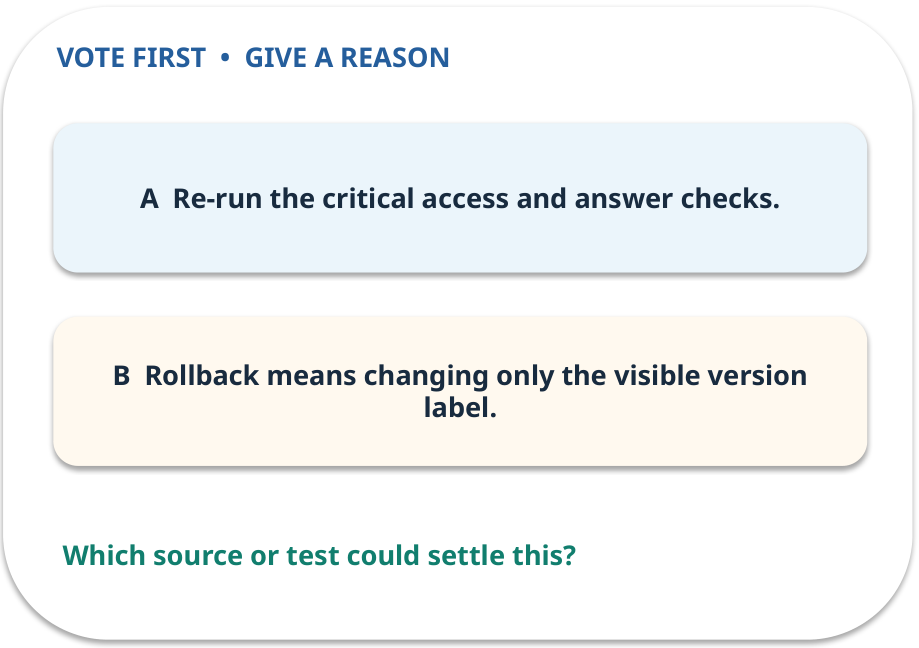 VOTE FIRST • GIVE A REASON
A Re-run the critical access and answer checks.
B Rollback means changing only the visible version
label.
Which source or test could settle this?